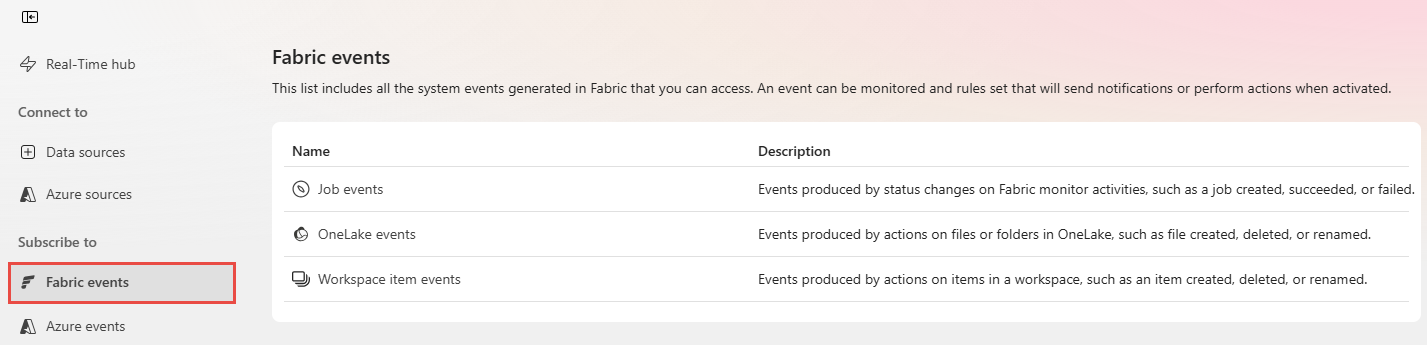 Real-Time hub
Connect to
Data sources
Azure sources
Subscribe to
Fabric events
Azure events
Fabric events
This list includes all the system events generated in Fabric that you can access. An event can be monitored and rules set that will send notifications or perform actions when activated.
Name Description
Job events Events produced by status changes on Fabric monitor activities, such as a job created, succeeded, or failed.
OneLake events Events produced by actions on files or folders in OneLake, such as file created, deleted, or renamed.
Workspace item events Events produced by actions on items in a workspace, such as an item created, deleted, or renamed.